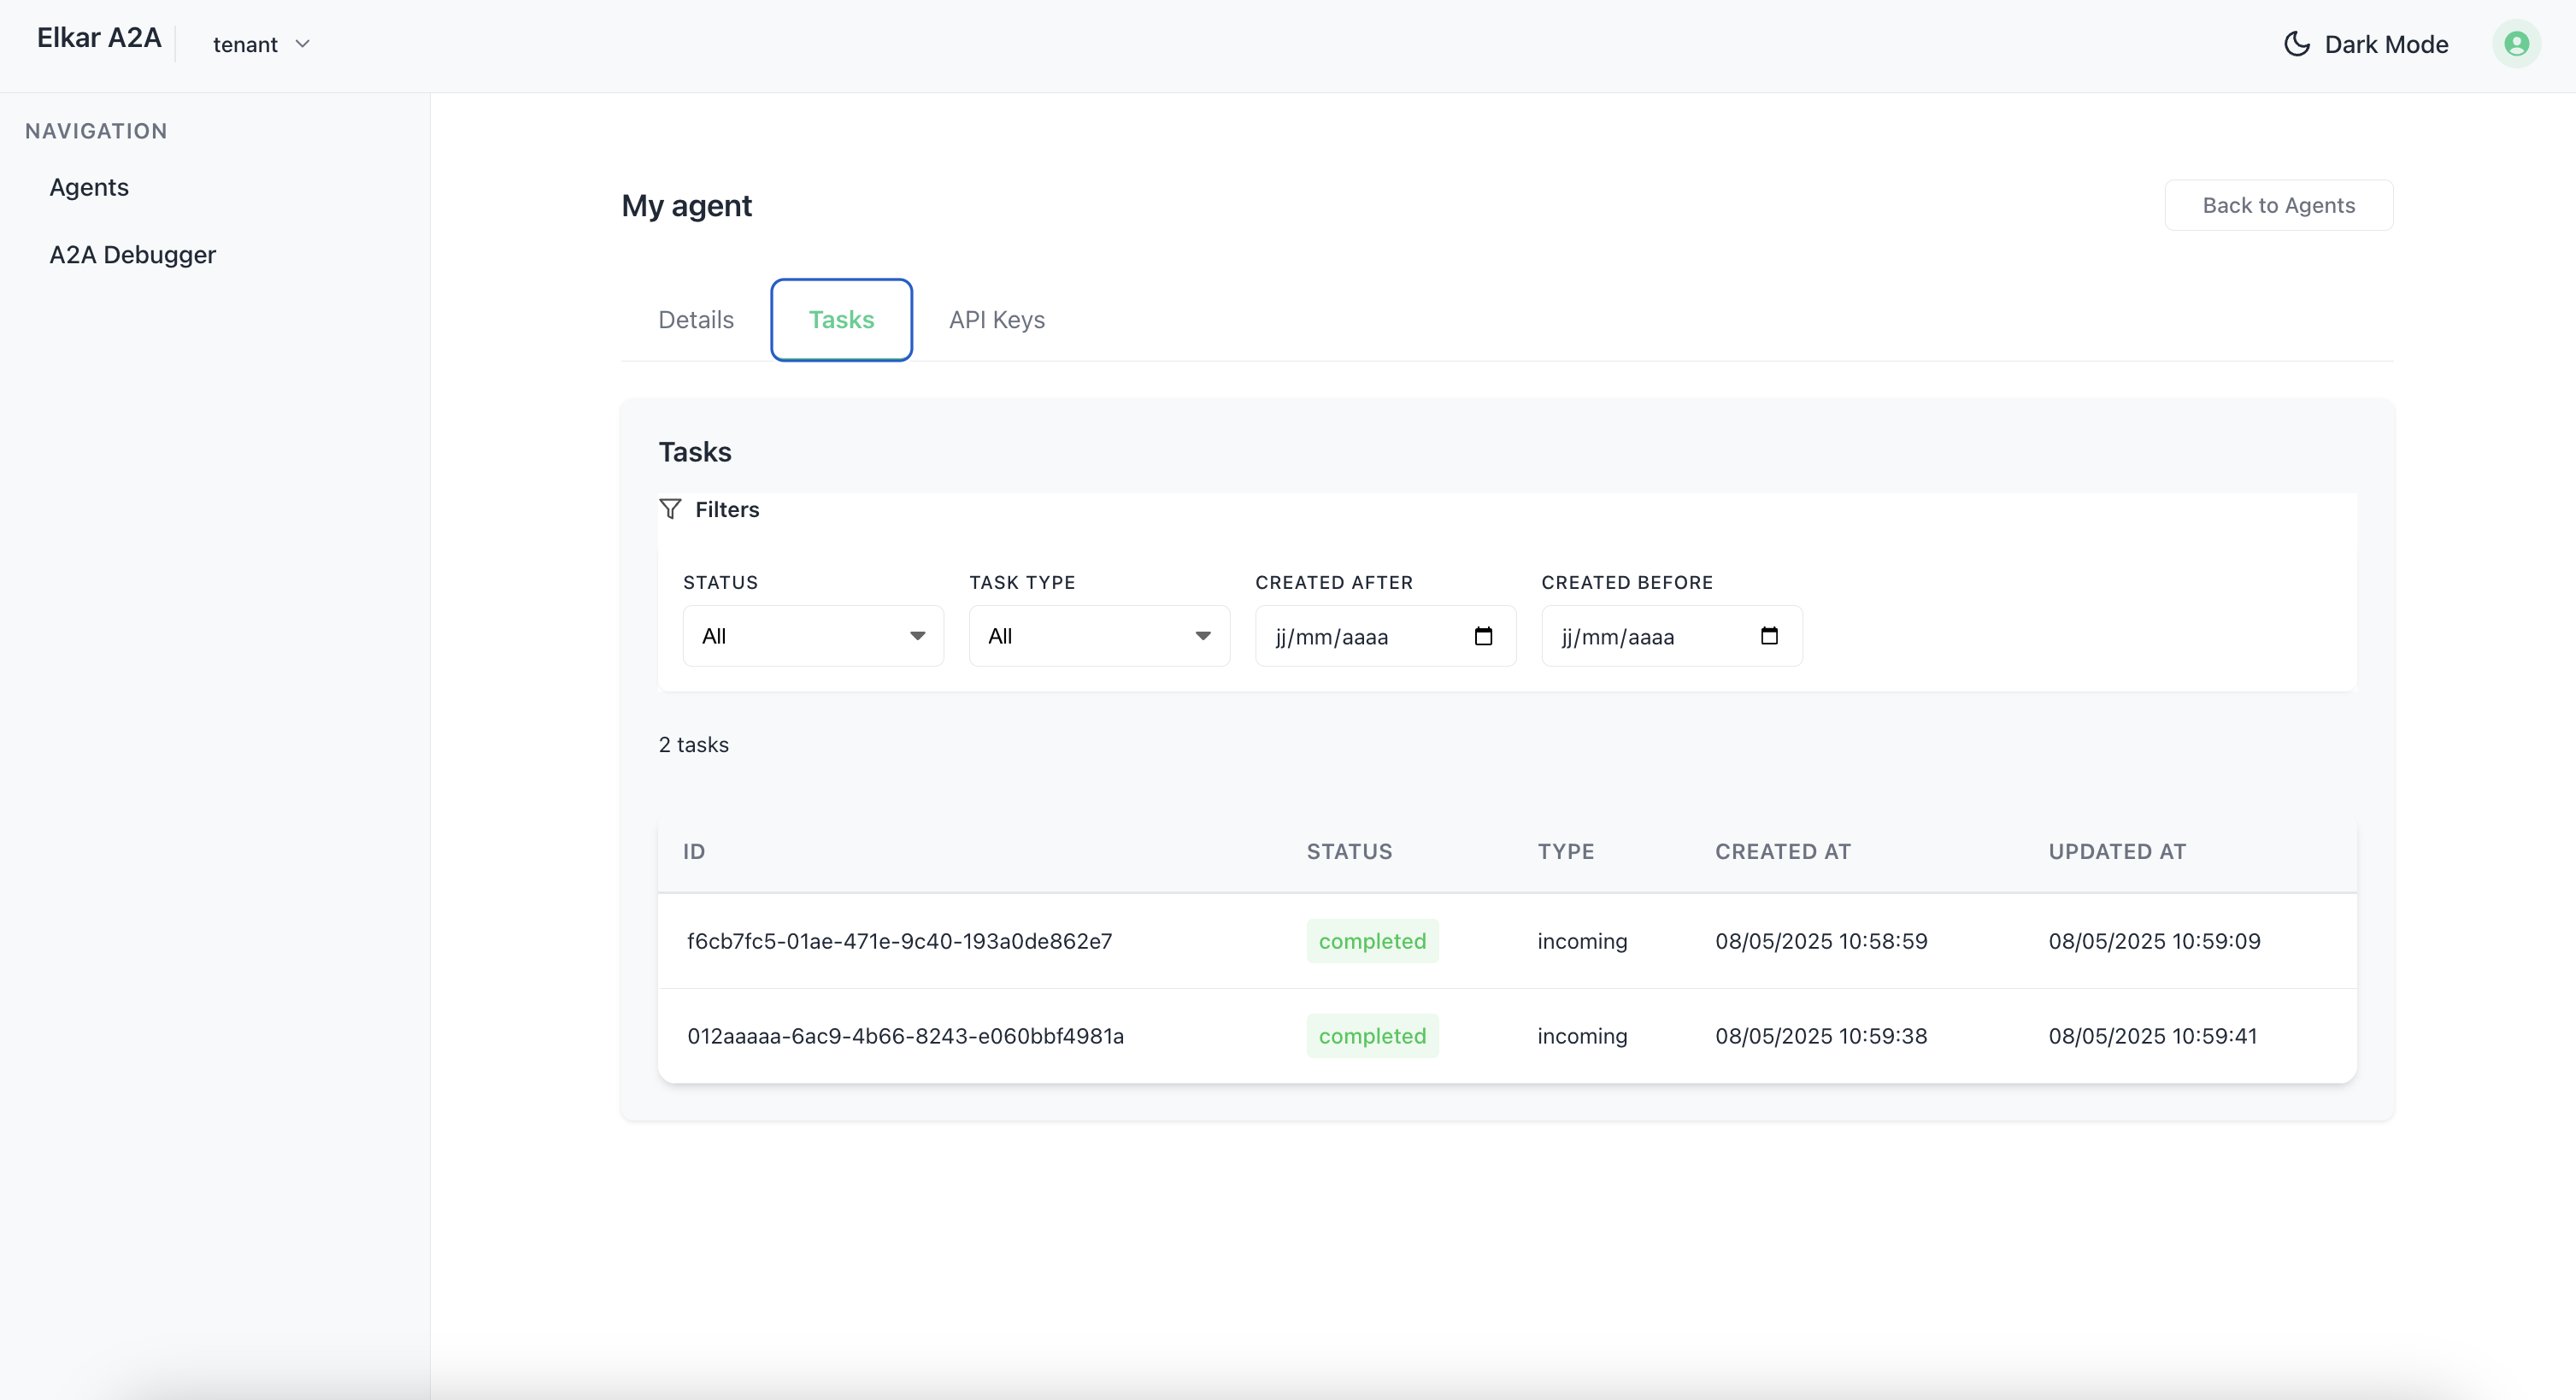 Elkar A2A
tenant
Dark Mode
NAVIGATION
Agents
A2A Debugger
My agent
Back to Agents
Details
Tasks
API Keys
Tasks
Filters
STATUS
TASK TYPE
CREATED AFTER
CREATED BEFORE
All
All
jj/mm/aaaa
jj/mm/aaaa
2 tasks
ID STATUS TYPE CREATED AT UPDATED AT
f6cb7fc5-01ae-471e-9c40-193a0de862e7 completed incoming 08/05/2025 10:58:59 08/05/2025 10:59:09
012aaaaa-6ac9-4b66-8243-e060bbf4981a completed incoming 08/05/2025 10:59:38 08/05/2025 10:59:41